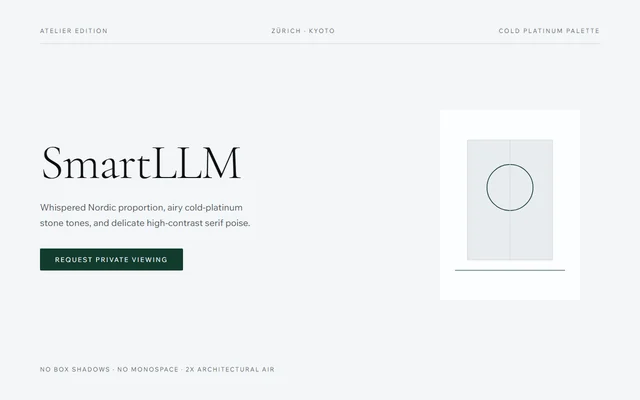 ATELIER EDITION
ZÜRICH · KYOTO
COLD PLATINUM PALETTE
SmartLLM
Whispered Nordic proportion, airy cold-platinum
stone tones, and delicate high-contrast serif poise.
REQUEST PRIVATE VIEWING
NO BOX SHADOWS · NO MONOSPACE · 2X ARCHITECTURAL AIR